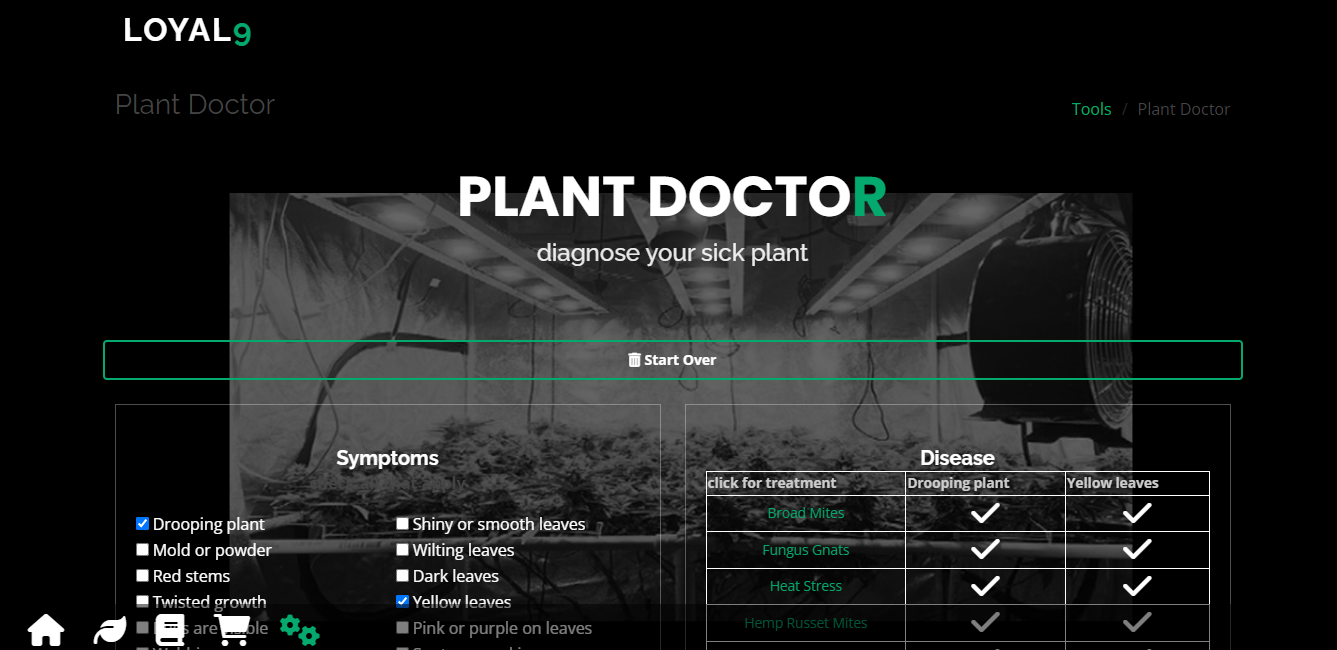 LOYAL9
Plant Doctor
Tools / Plant Doctor
PLANT DOCTOR
diagnose your sick plant
Start Over
Symptoms
Drooping plant
Shiny or smooth leaves
Mold or powder
Wilting leaves
Red stems
Dark leaves
Twisted growth
Yellow leaves
are visible
Pink or purple on leaves
Disease
click for treatment Drooping plant Yellow leaves
Broad Mites
Fungus Gnats
Heat Stress
Hemp Russet Mites